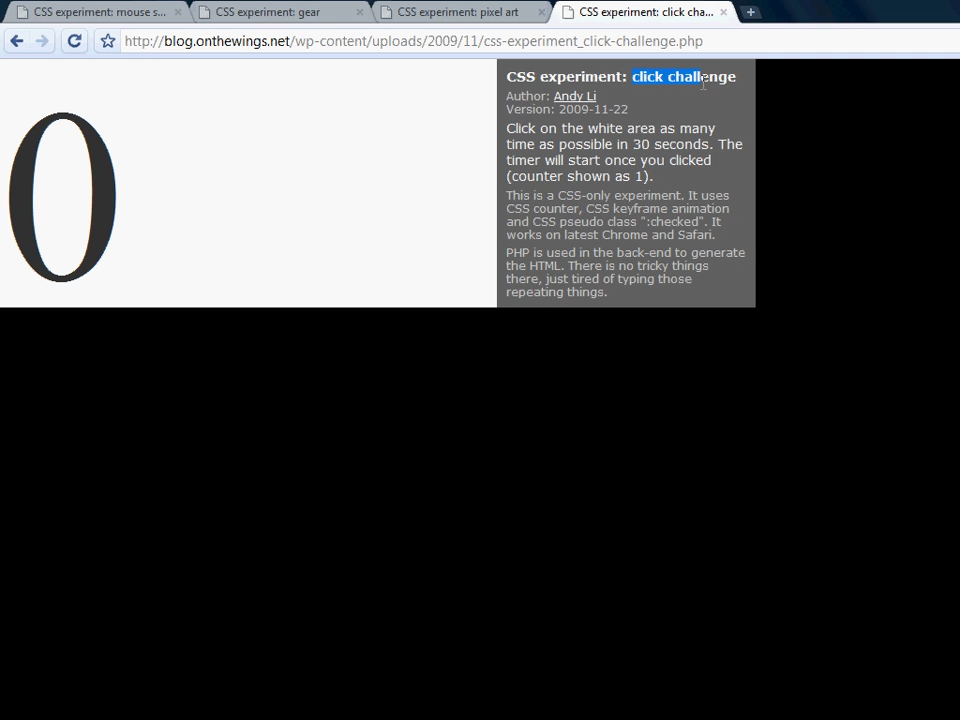 CSS experiment: mouse s...
CSS experiment: gear
CSS experiment: pixel art
CSS experiment: click cha...
http://blog.onthewings.net/wp-content/uploads/2009/11/css-experiment_click-challenge.php
0
CSS experiment: click challenge
Author: Andy Li
Version: 2009-11-22
Click on the white area as many
time as possible in 30 seconds. The
timer will start once you clicked
(counter shown as 1).
This is a CSS-only experiment. It uses
CSS counter, CSS keyframe animation
and CSS pseudo class ":checked". It
works on latest Chrome and Safari.
PHP is used in the back-end to generate
the HTML. There is no tricky things
there, just tired of typing those
repeating things.